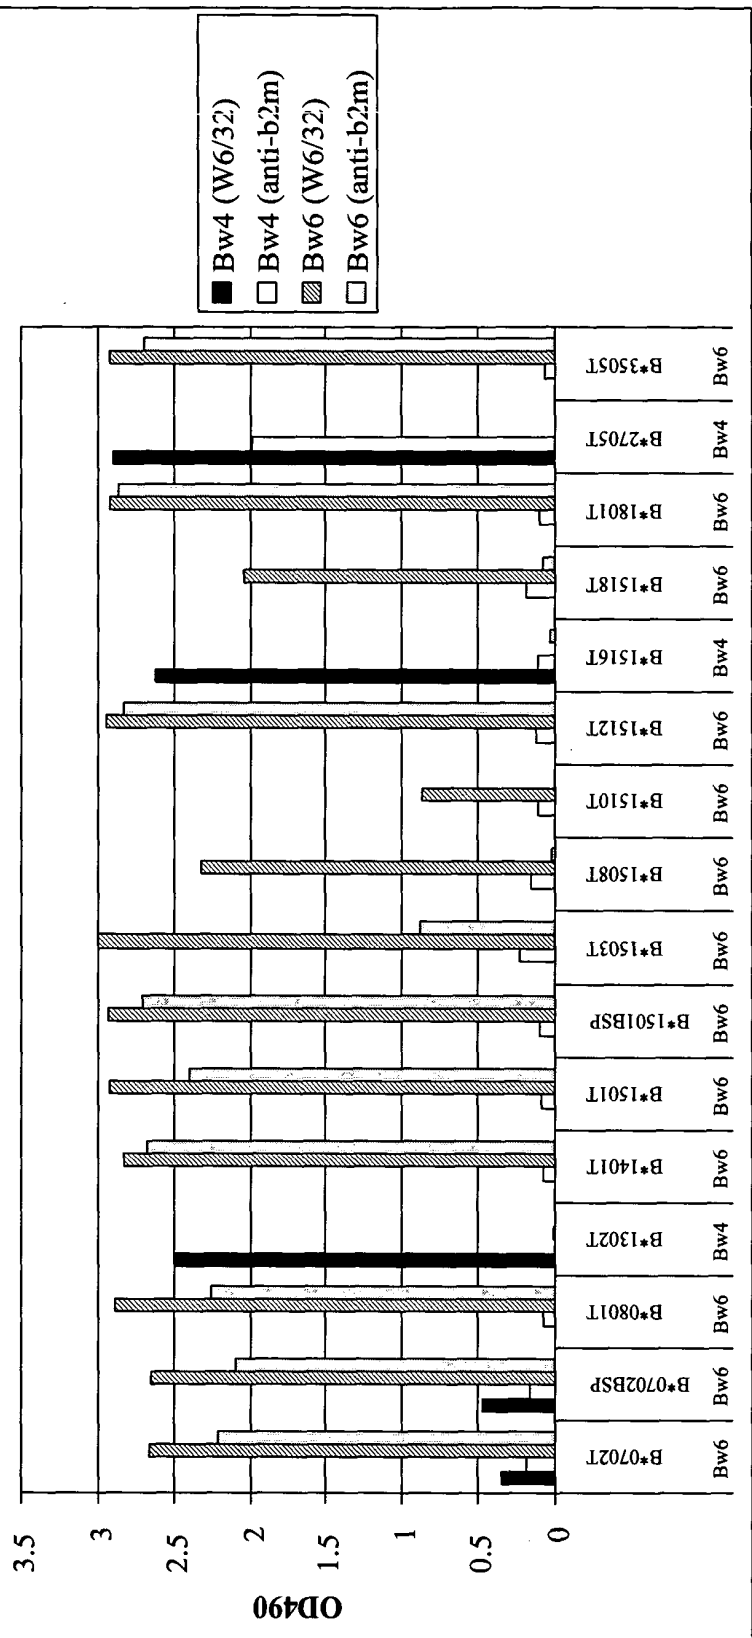 3.5
3
2.5
2
1.5
1
0.5
0
OD490
B*0702T
B*0702BSP
B*0801T
B*1302T
B*1401T
B*1501T
B*1501BSP
B*1503T
B*1508T
B*1510T
B*1512T
B*1516T
B*1518T
B*1801T
B*2705T
B*3505T
Bw6
Bw6
Bw6
Bw4
Bw6
Bw6
Bw6
Bw6
Bw6
Bw6
Bw6
Bw4
Bw6
Bw6
Bw4
Bw6
Bw4 (W6/32)
Bw4 (anti-b2m)
Bw6 (W6/32)
Bw6 (anti-b2m)